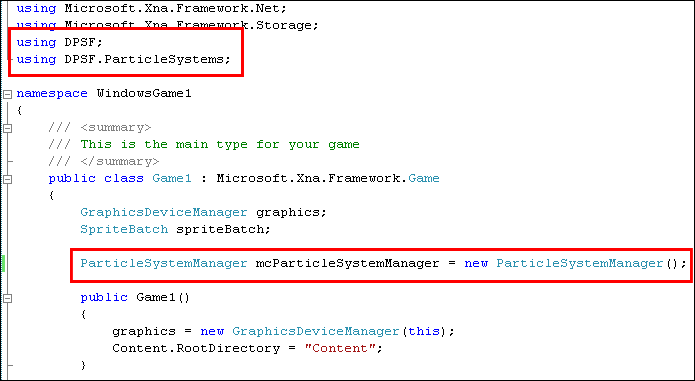 using Microsoft.Xna.Framework.Net;
using Microsoft.Xna.Framework.Storage;
using DPSF;
using DPSF.ParticleSystems;
namespace WindowsGame1
{
/// <summary>
/// This is the main type for your game
/// </summary>
public class Game1 : Microsoft.Xna.Framework.Game
{
GraphicsDeviceManager graphics;
SpriteBatch spriteBatch;
ParticleSystemManager mcParticleSystemManager = new ParticleSystemManager();
public Game1()
{
graphics = new GraphicsDeviceManager(this);
Content.RootDirectory = "Content";
}